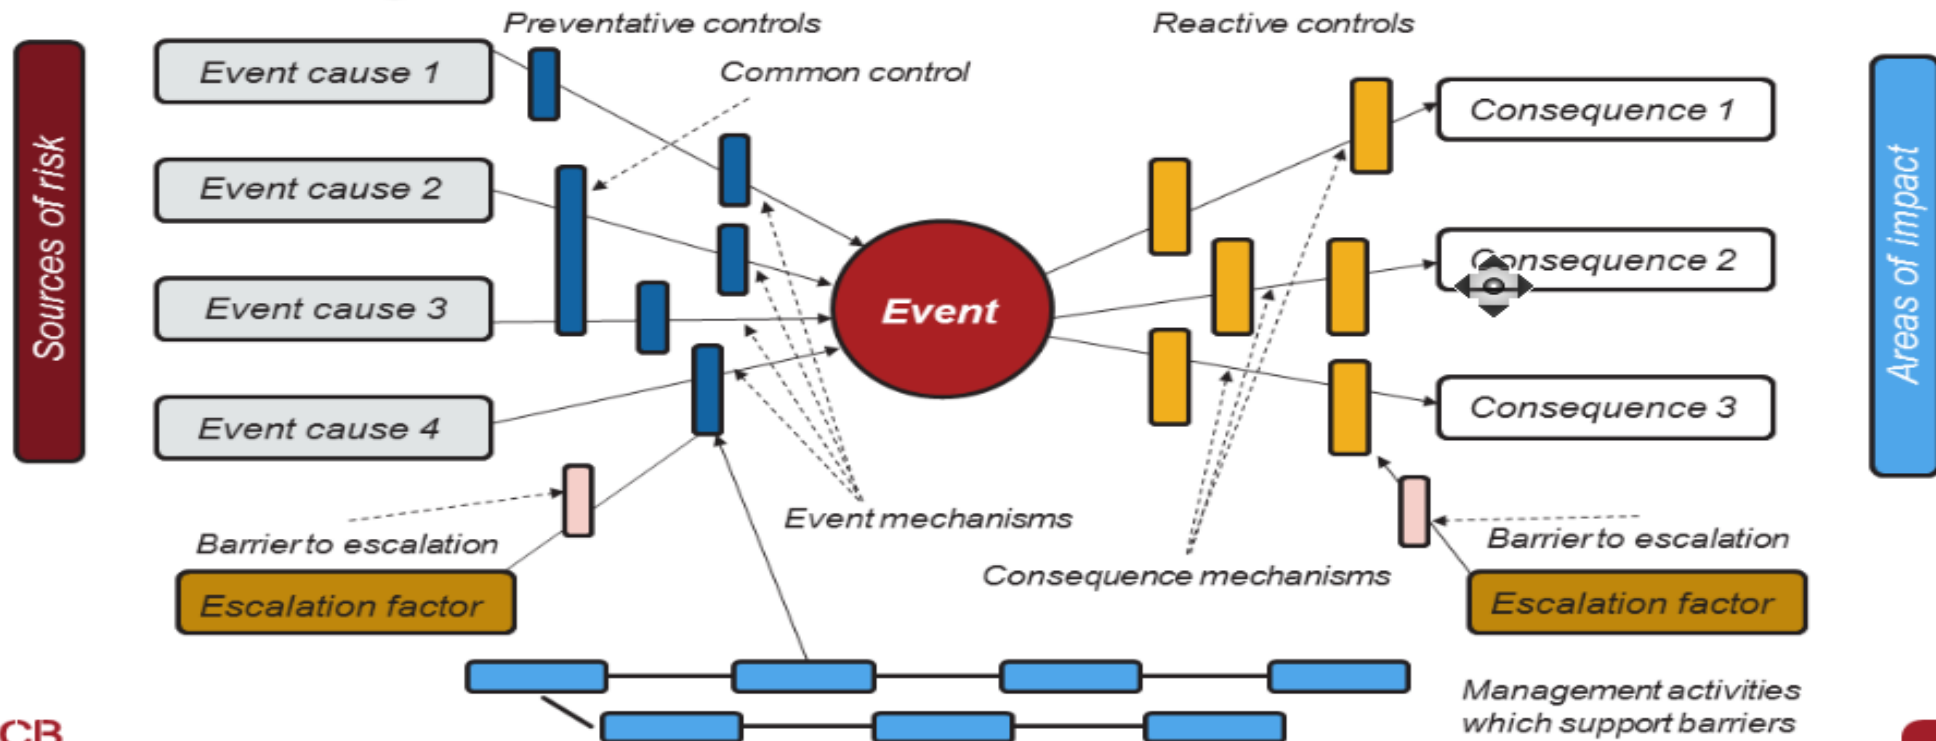 Preventative controls
Reactive controls
Common control
Sources of risk
Event cause 1
Event cause 2
Event cause 3
Event cause 4
Event
Consequence 1
Consequence 2
Consequence 3
Areas of impact
Event mechanisms
Consequence mechanisms
Barrier to escalation
Escalation factor
Barrier to escalation
Escalation factor
Management activities
which support barriers
CB